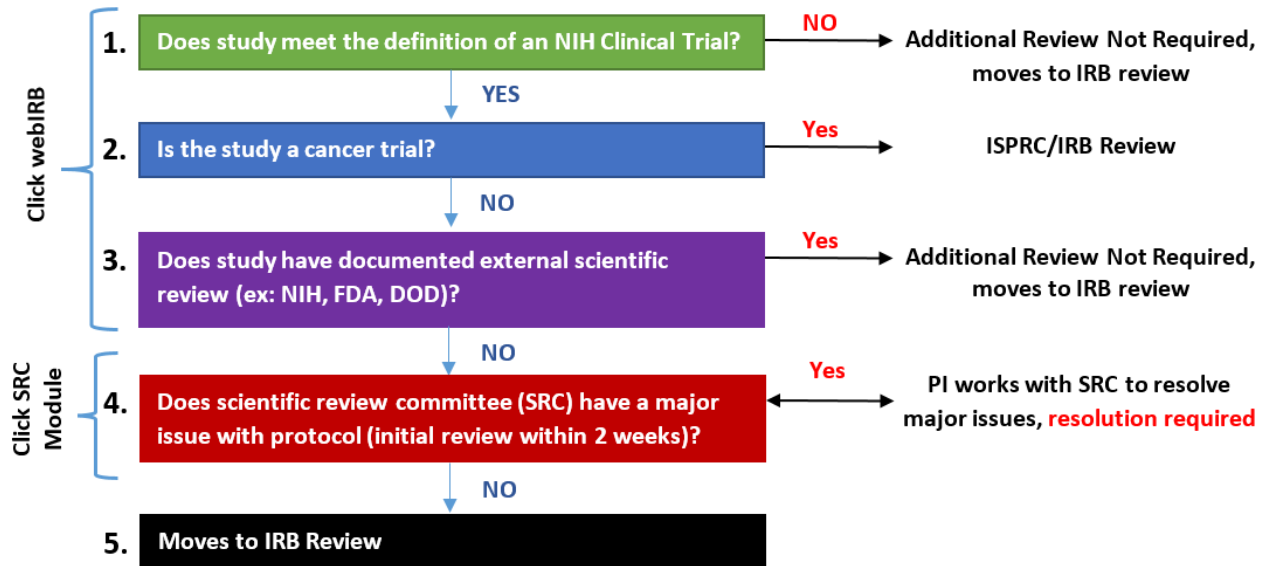 Click webIRB
1.
Does study meet the definition of an NIH Clinical Trial?
NO
Additional Review Not Required,
moves to IRB review
YES
2.
Is the study a cancer trial?
Yes
ISPRC/IRB Review
NO
3.
Does study have documented external scientific
review (ex: NIH, FDA, DOD)?
Yes
Additional Review Not Required,
moves to IRB review
NO
Click SRC
Module
4.
Does scientific review committee (SRC) have a major
issue with protocol (initial review within 2 weeks)?
Yes
PI works with SRC to resolve
major issues, resolution required
NO
5.
Moves to IRB Review